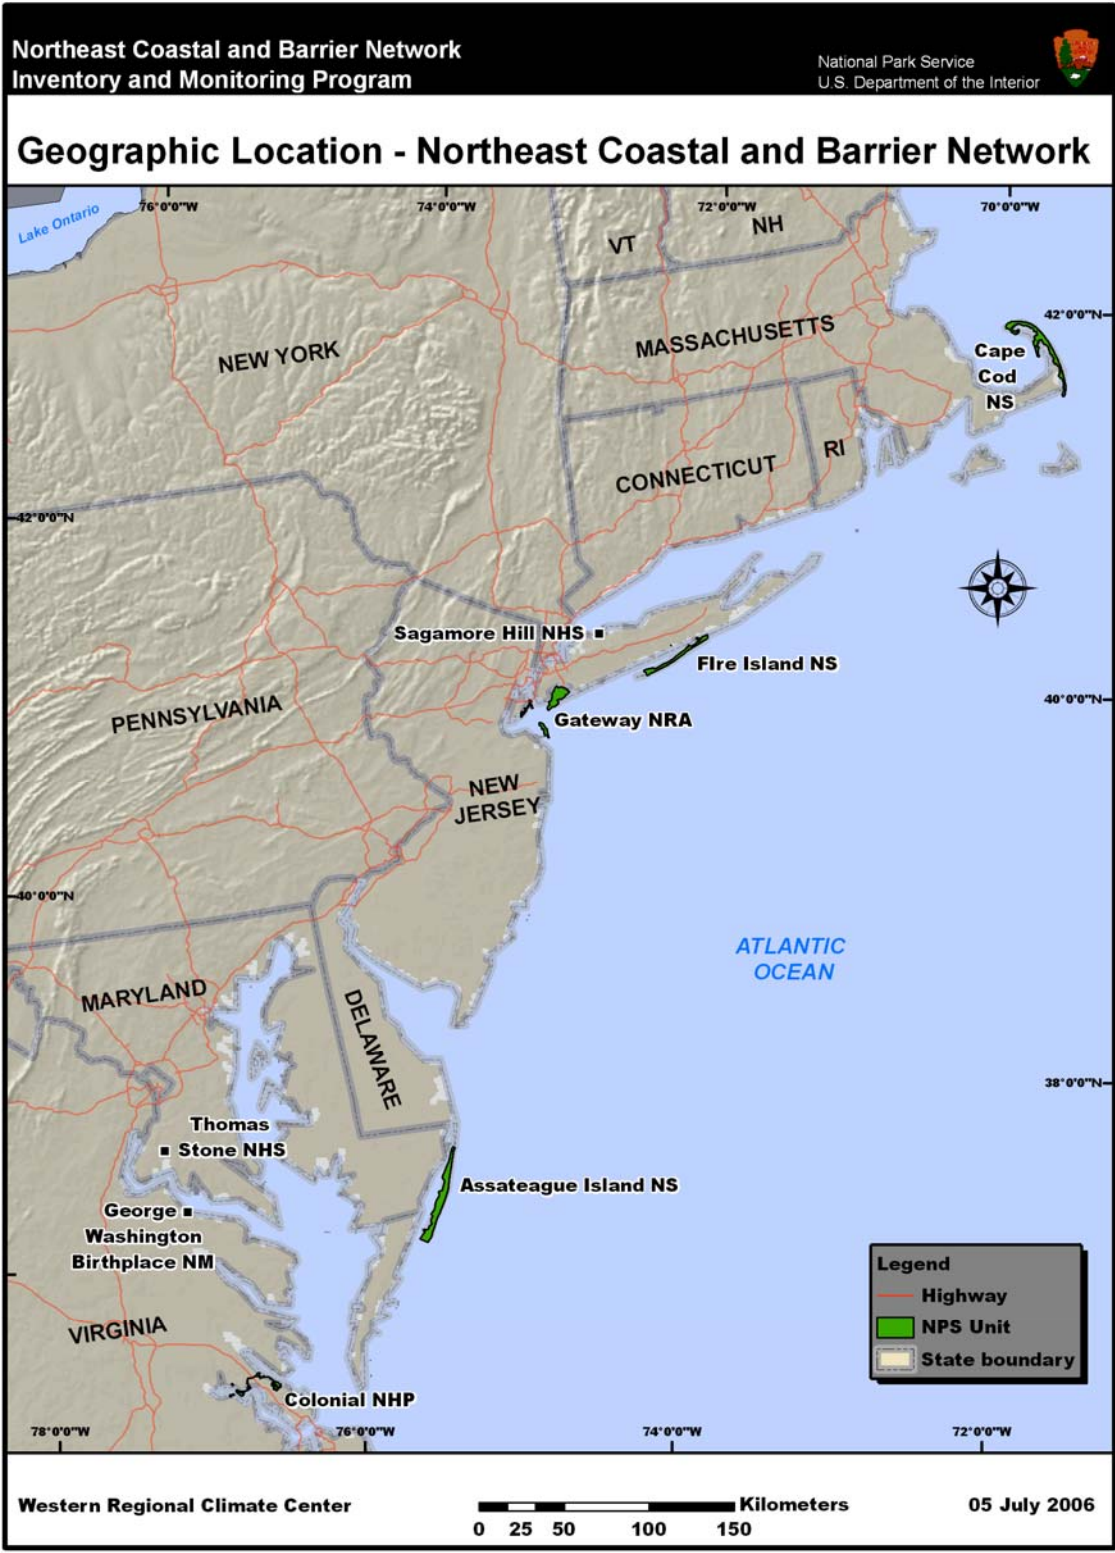 Northeast Coastal and Barrier Network
Inventory and Monitoring Program
National Park Service
U.S. Department of the Interior
Geographic Location - Northeast Coastal and Barrier Network
76°0'0"W
74°0'0"W
72°0'0"W
70°0'0"W
Lake Ontario
VT
NH
42°0'0"N
NEW YORK
MASSACHUSETTS
Cape
Cod
NS
CONNECTICUT
RI
42°0'0"N
Sagamore Hill NHS
FIre Island NS
40°0'0"N
PENNSYLVANIA
Gateway NRA
NEW
JERSEY
40°0'0"N
ATLANTIC
OCEAN
MARYLAND
DELAWARE
38°0'0"N
Thomas
Stone NHS
Assateague Island NS
George
Washington
Birthplace NM
VIRGINIA
Legend
Highway
NPS Unit
State boundary
Colonial NHP
78°0'0"W
76°0'0"W
74°0'0"W
72°0'0"W
Western Regional Climate Center
Kilometers
0 25 50 100 150
05 July 2006